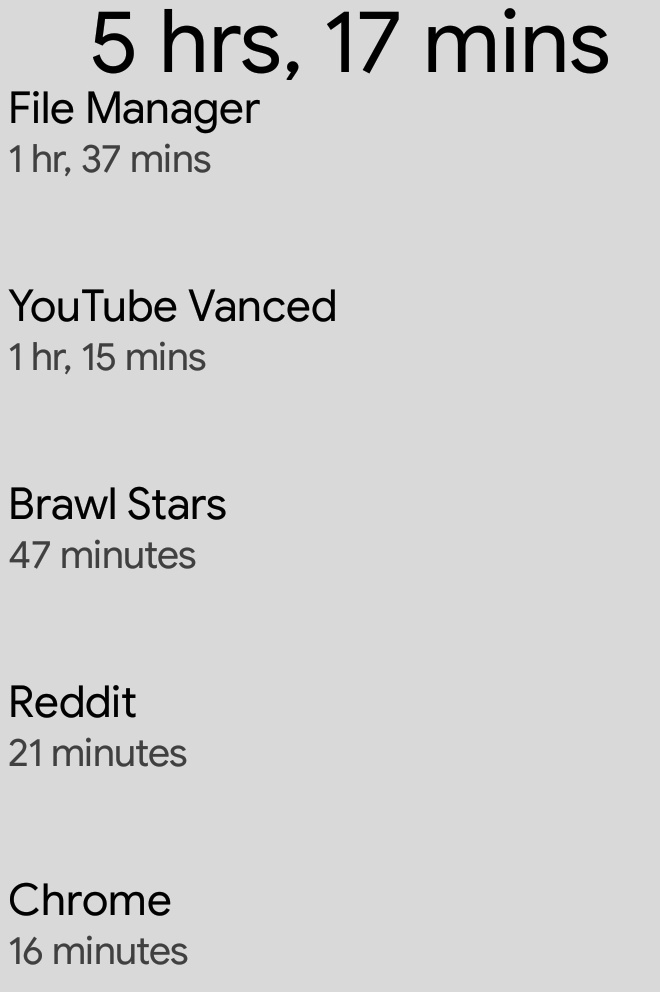 5 hrs, 17 mins
File Manager
1 hr, 37 mins
YouTube Vanced
1 hr, 15 mins
Brawl Stars
47 minutes
Reddit
21 minutes
Chrome
16 minutes